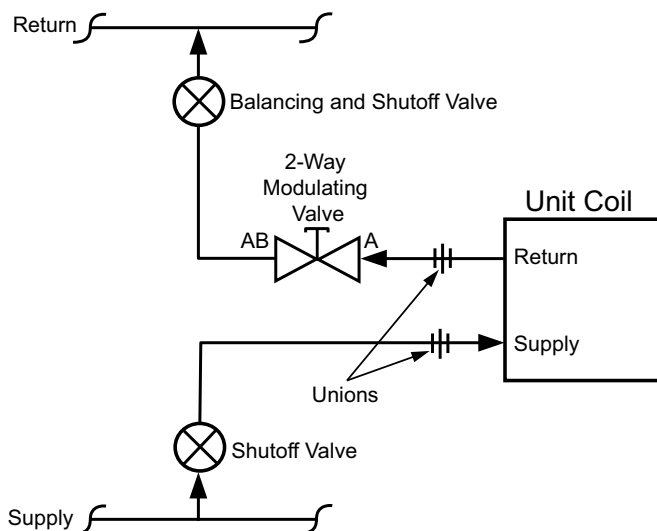 Return
Balancing and Shutoff Valve
2-Way
Modulating
Valve
Unit Coil
AB
A
Return
Supply
Unions
Shutoff Valve
Supply